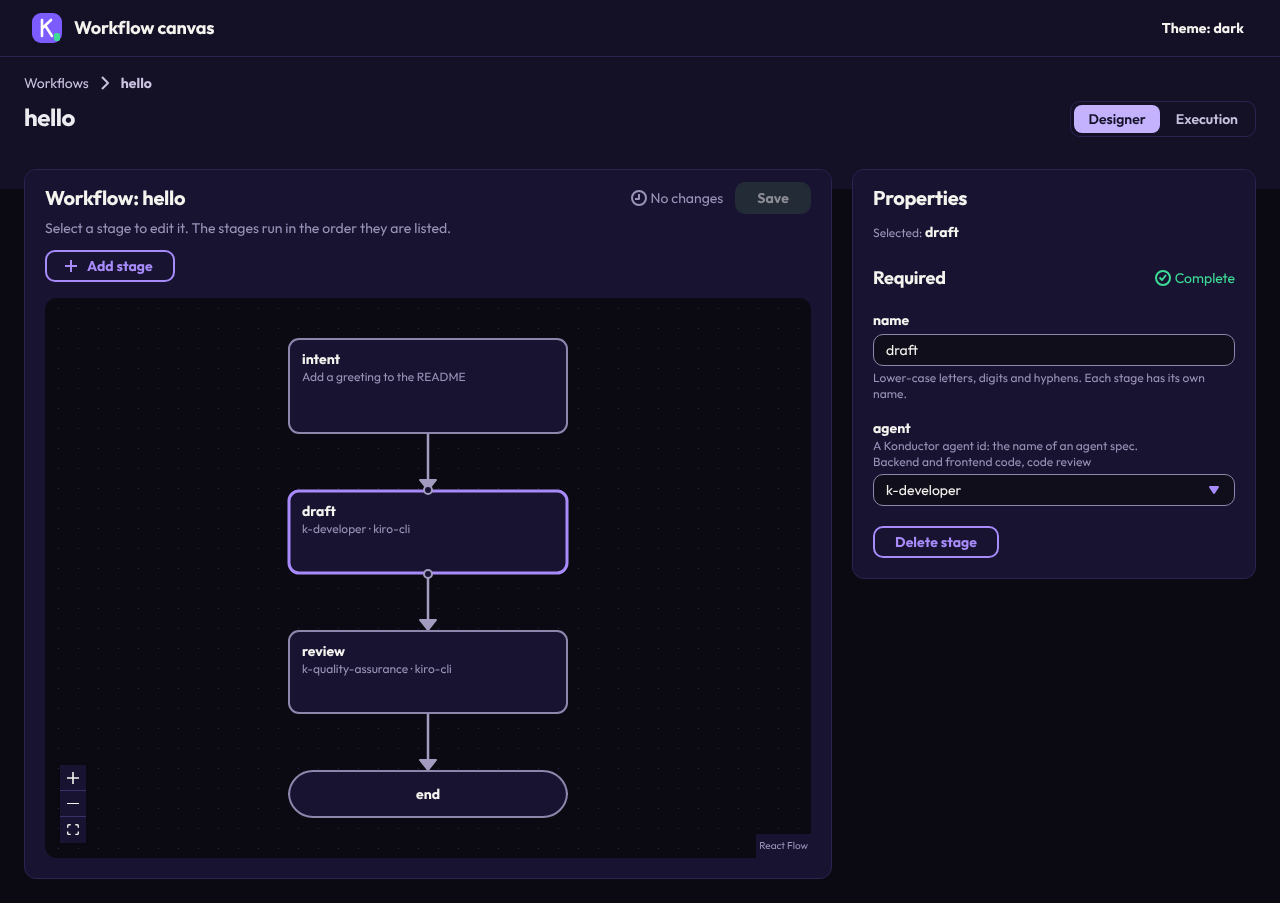 K
Workflow canvas
Theme: dark
Workflows
hello
hello
Designer
Execution
Workflow: hello
No changes
Save
Select a stage to edit it. The stages run in the order they are listed.
Add stage
intent
Add a greeting to the README
draft
k-developer · kiro-cli
review
k-quality-assurance · kiro-cli
end
React Flow
Properties
Selected: draft
Required
Complete
name
draft
Lower-case letters, digits and hyphens. Each stage has its own
name.
agent
A Konductor agent id: the name of an agent spec.
Backend and frontend code, code review
k-developer
Delete stage